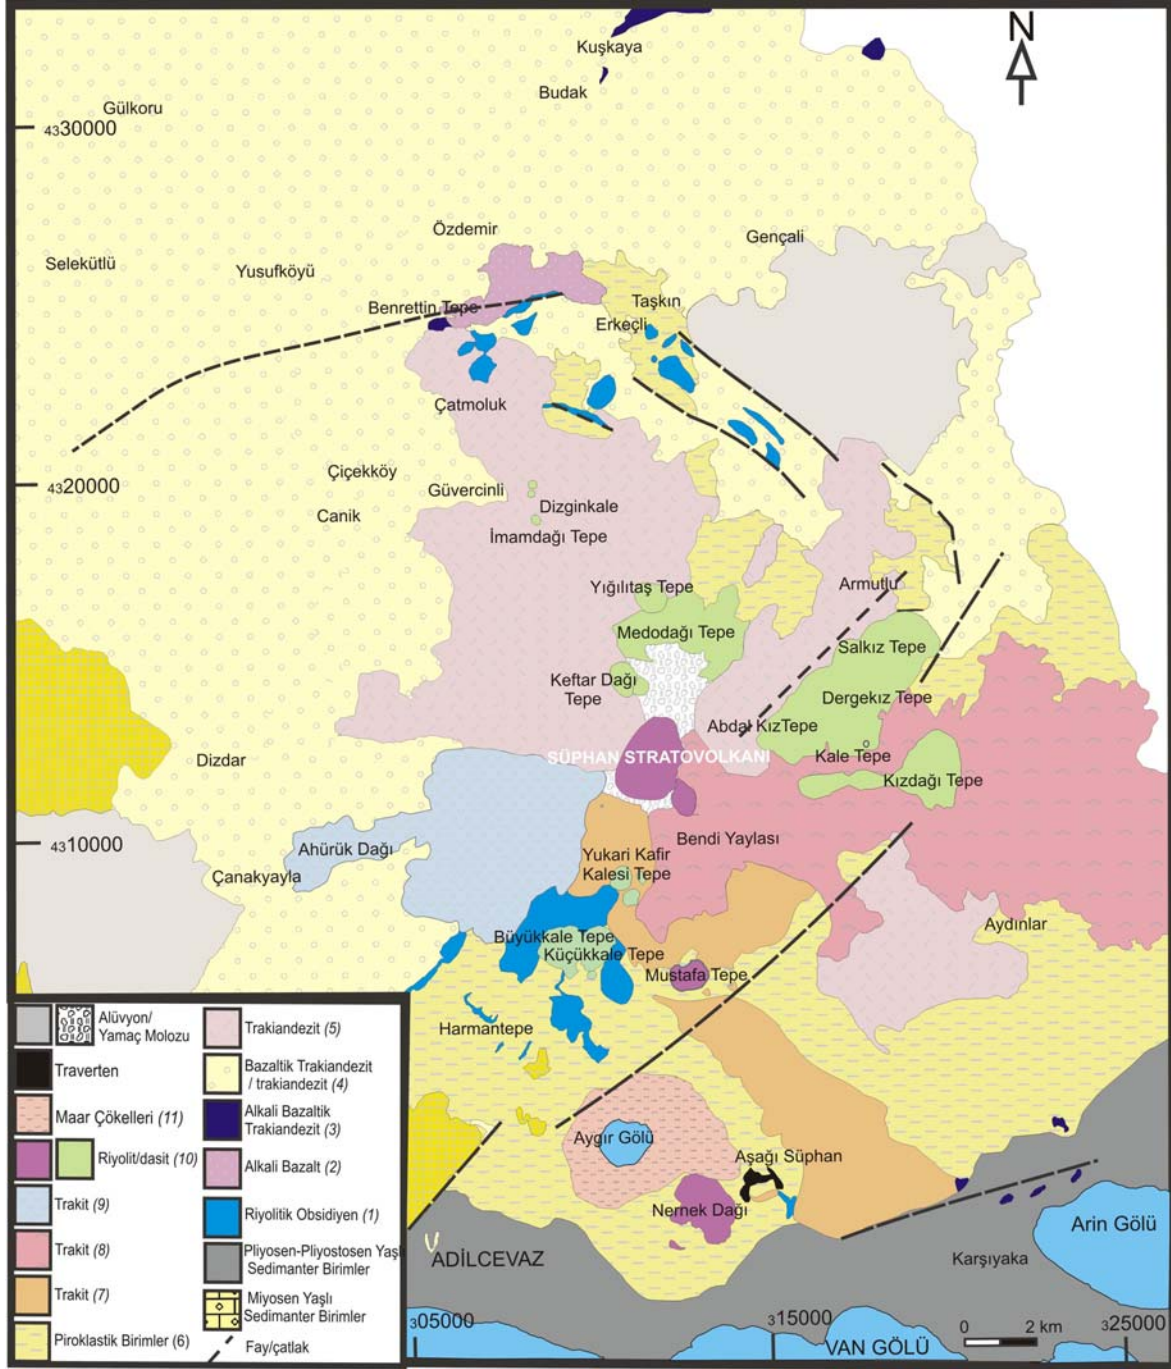 N
Kuşkaya
Budak
Gülkoru
4330000
Özdemir
Gençali
Selekütlü
Yusufköyü
Benrettin Tepe
Taşkın
Erkeçli
Çatmoluk
Çiçekköy
4320000
Güvercinli
Dizginkale
Canik
İmamdağı Tepe
Yığılıtaş Tepe
Armutlu
Medodağı Tepe
Salkız Tepe
Keftar Dağı
Tepe
Dergekız Tepe
Abdal KızTepe
SÜPHAN STRATOVOLKANI
Kale Tepe
Dizdar
Kızdağı Tepe
4310000
Ahürük Dağı
Bendi Yaylası
Yukari Kafir
Kalesi Tepe
Çanakyayla
Aydınlar
Büyükkale Tepe
Küçükkale Tepe
Mustafa Tepe
Harmantepe
Aygır Gölü
Aşağı Süphan
Nernek Dağı
Arin Gölü
ADİLCEVAZ
Karşıyaka
305000
315000
325000
0 2 km
VAN GÖLÜ
Alüvyon/
Yamaç Molozu
Traverten
Maar Çökelleri (11)
Riyolit/dasit (10)
Trakit (9)
Trakit (8)
Trakit (7)
Piroklastik Birimler (6)
Trakiandezit (5)
Bazaltik Trakiandezit
/ trakiandezit (4)
Alkali Bazaltik
Trakiandezit (3)
Alkali Bazalt (2)
Riyolitik Obsidiyen (1)
Pliyosen-Pliyostosen Yaşlı
Sedimanter Birimler
Miyosen Yaşlı
Sedimanter Birimler
Fay/çatlak